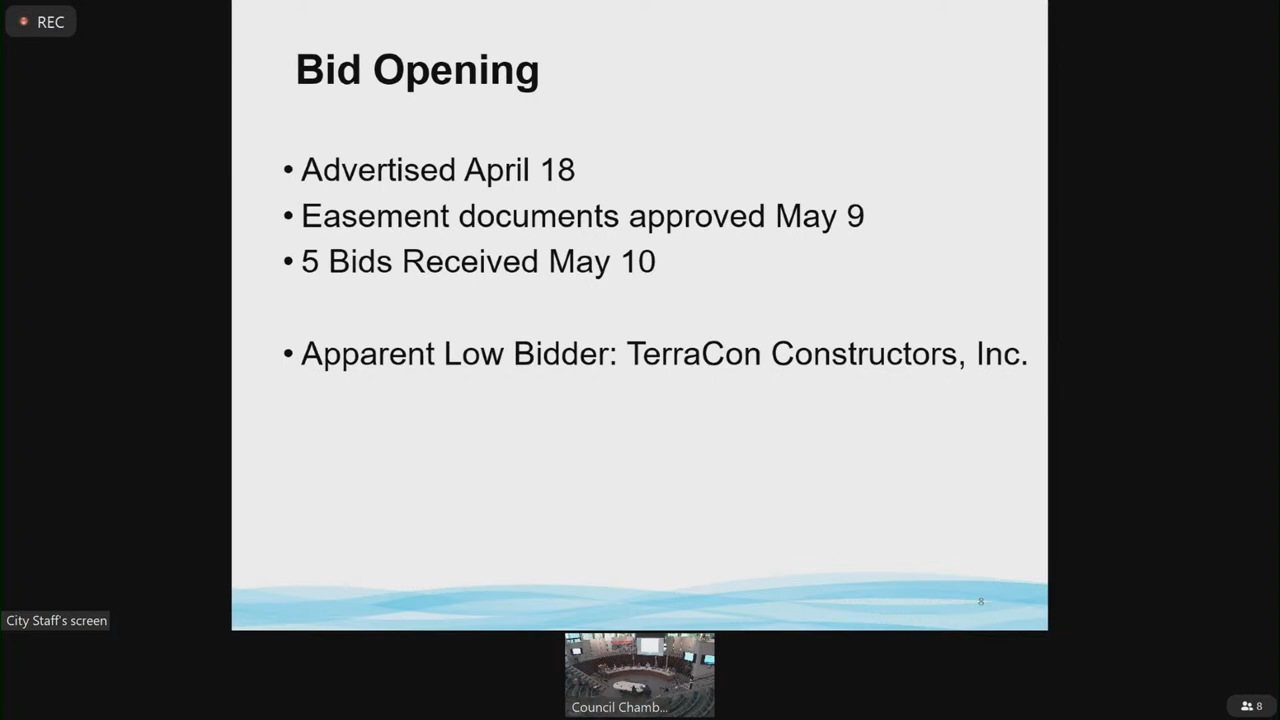 REC
Bid Opening
• Advertised April 18
• Easement documents approved May 9
• 5 Bids Received May 10
• Apparent Low Bidder: TerraCon Constructors, Inc.
8
City Staff's screen
Council Chamb...
8